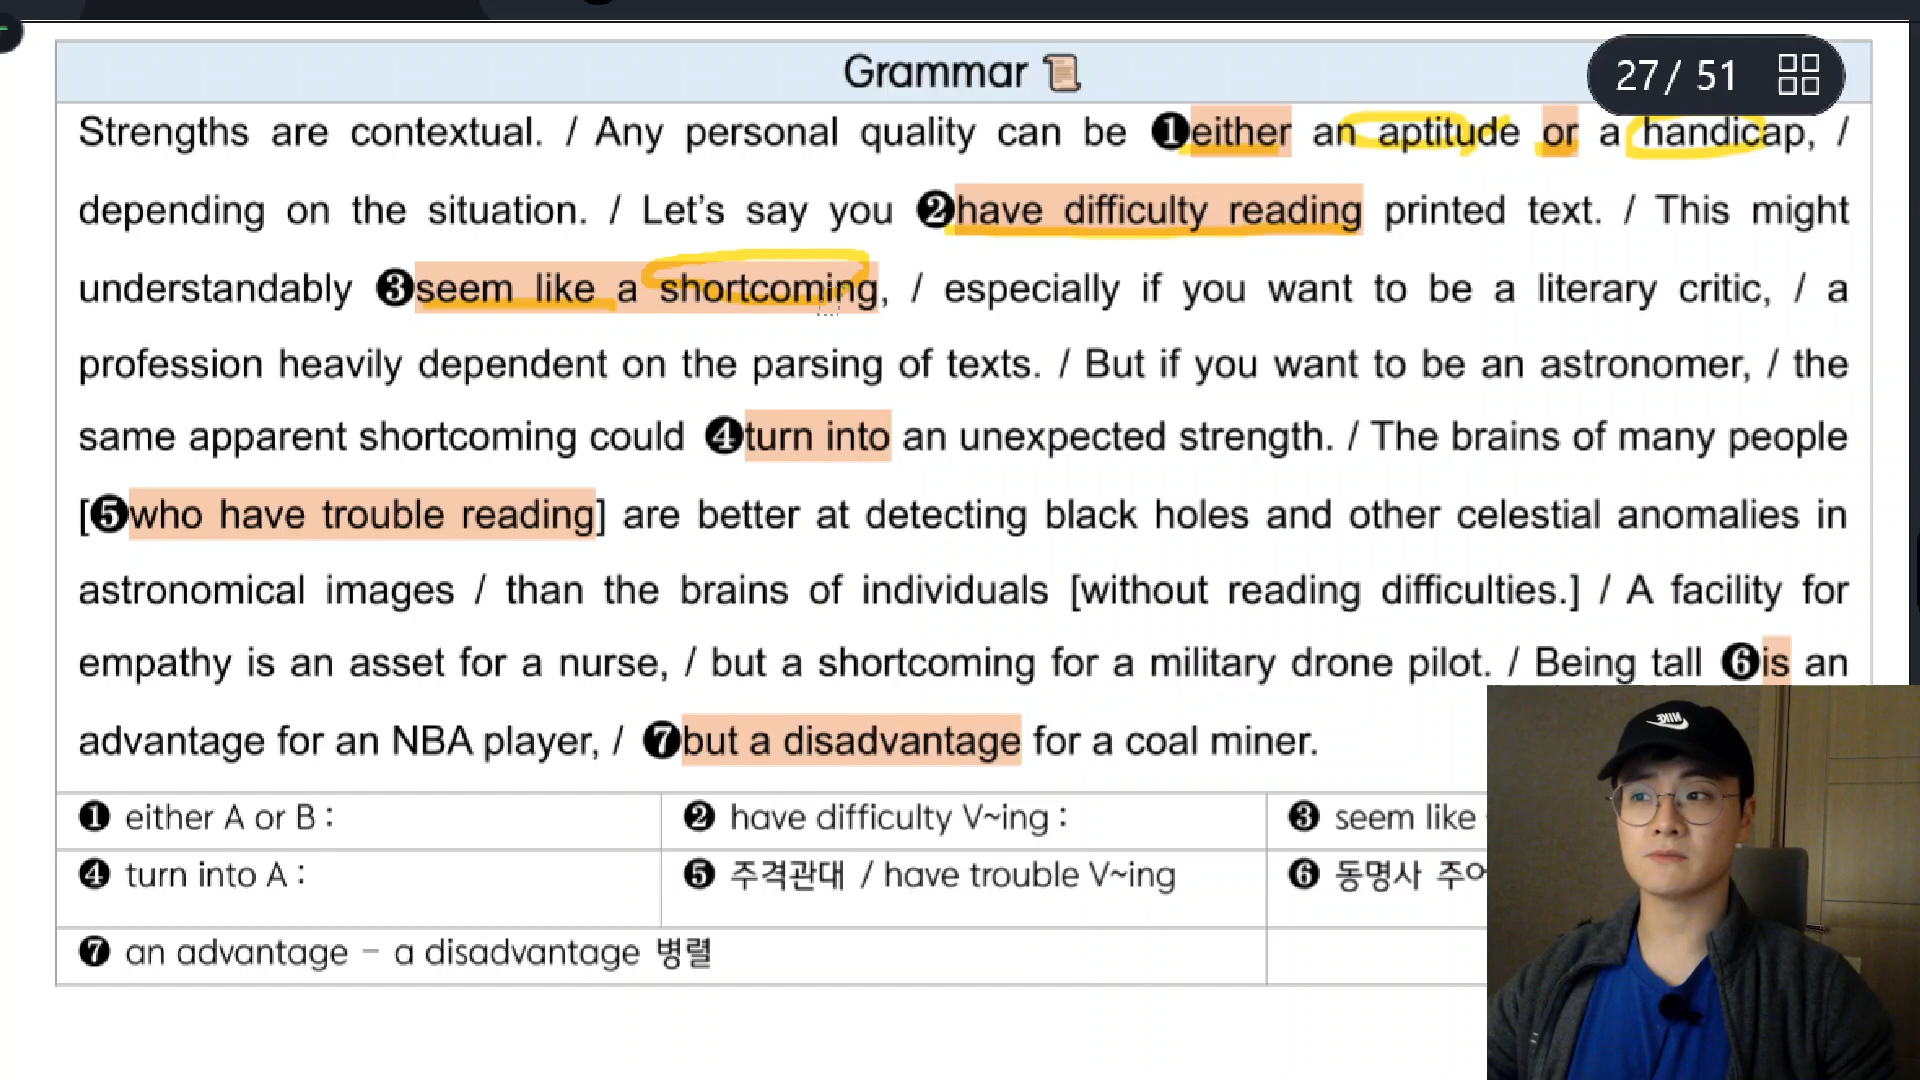 Grammar
27/ 51
Strengths are contextual. / Any personal quality can be ❶either an aptitude or a handicap, /
depending on the situation. / Let's say you ❷have difficulty reading printed text. / This might
understandably ❸seem like a shortcoming, / especially if you want to be a literary critic, / a
profession heavily dependent on the parsing of texts. / But if you want to be an astronomer, / the
same apparent shortcoming could ❹turn into an unexpected strength. / The brains of many people
[❺who have trouble reading] are better at detecting black holes and other celestial anomalies in
astronomical images / than the brains of individuals [without reading difficulties.] / A facility for
empathy is an asset for a nurse, / but a shortcoming for a military drone pilot. / Being tall ❻is an
advantage for an NBA player, / ❼but a disadvantage for a coal miner.
❶ either A or B :
❷ have difficulty V~ing :
❸ seem like
❹ turn into A :
❺ 주격관대 / have trouble V~ing
❻ 동명사 주어
❼ an advantage - a disadvantage 병렬